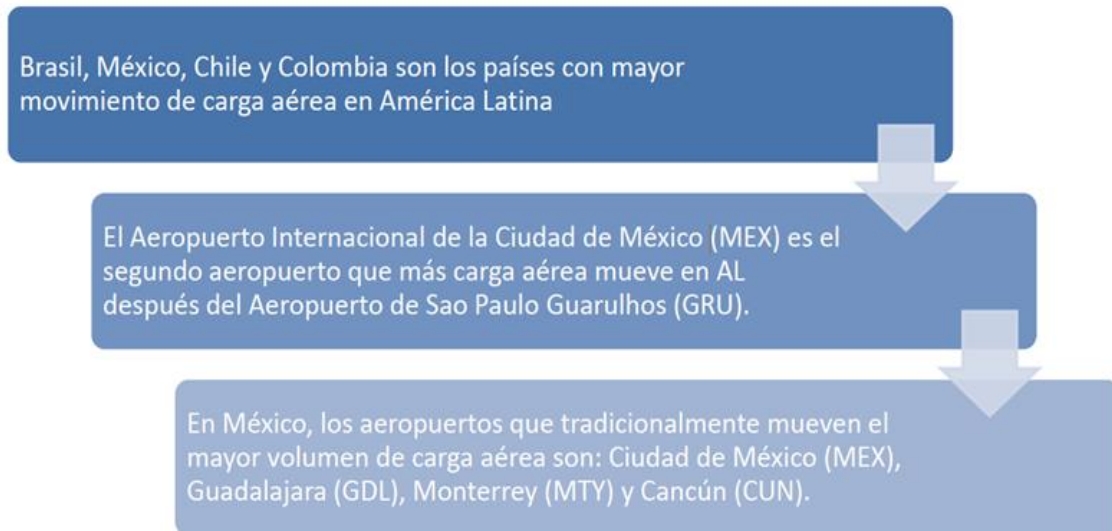 Brasil, México, Chile y Colombia son los países con mayor
movimiento de carga aérea en América Latina
El Aeropuerto Internacional de la Ciudad de México (MEX) es el
segundo aeropuerto que más carga aérea mueve en AL
después del Aeropuerto de Sao Paulo Guarulhos (GRU).
En México, los aeropuertos que tradicionalmente mueven el
mayor volumen de carga aérea son: Ciudad de México (MEX),
Guadalajara (GDL), Monterrey (MTY) y Cancún (CUN).